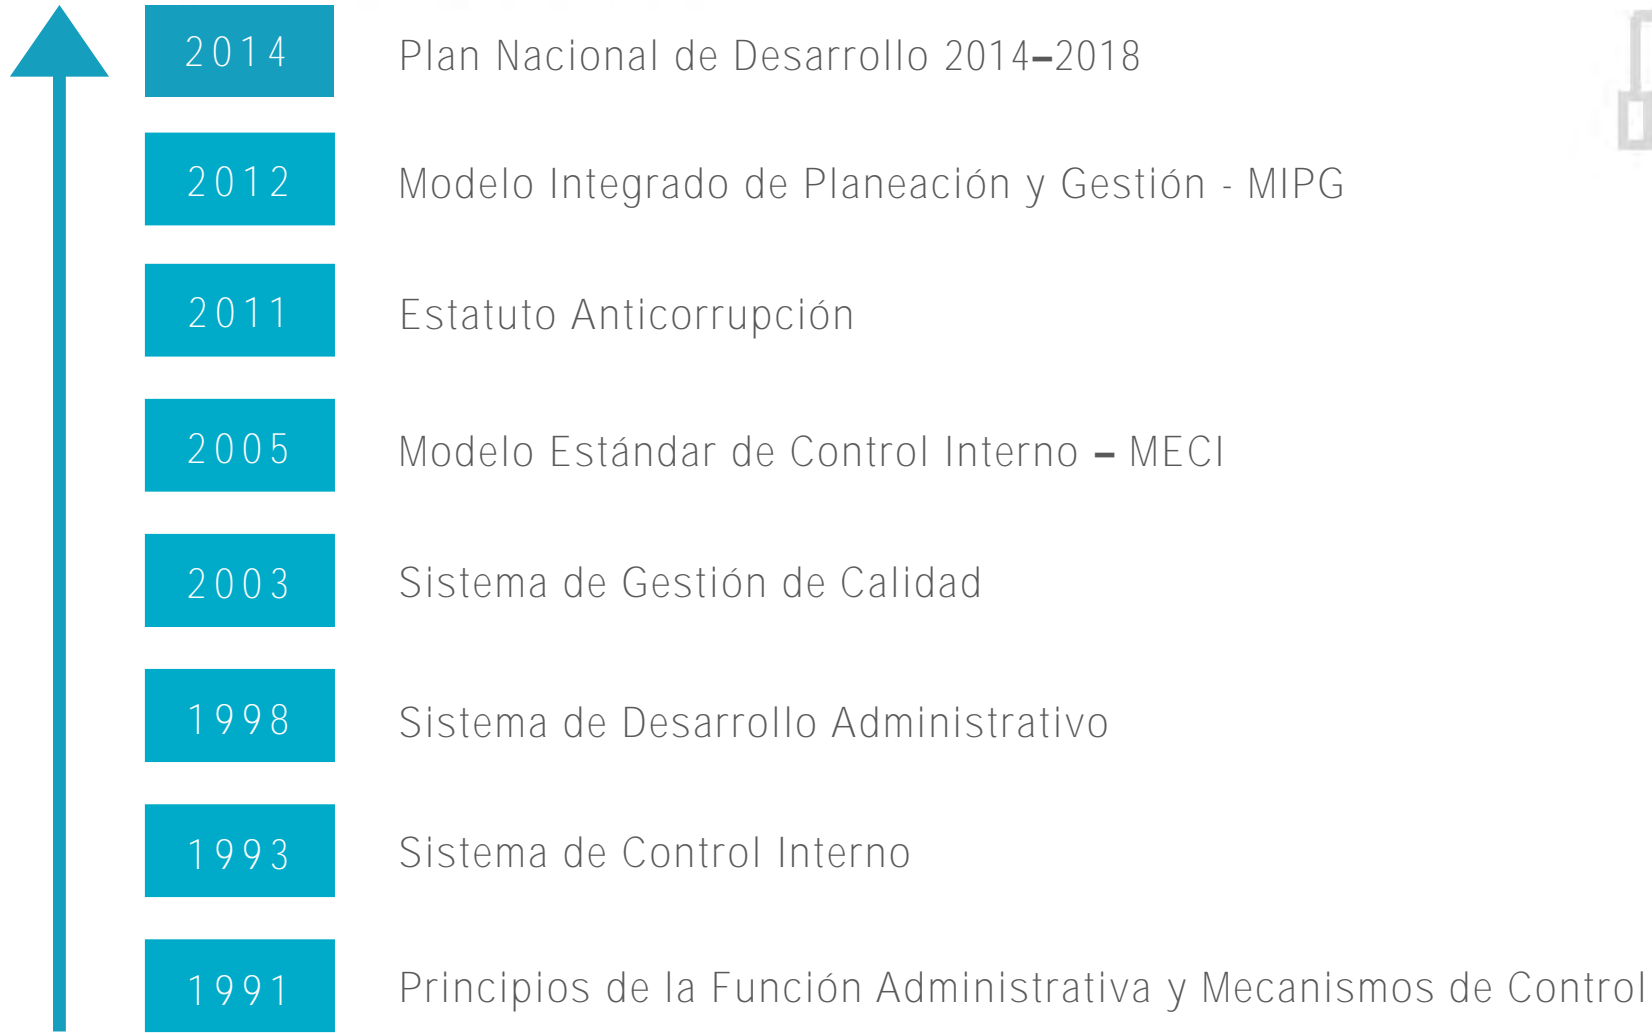 2014 Plan Nacional de Desarrollo 2014–2018
2012 Modelo Integrado de Planeación y Gestión - MIPG
2011 Estatuto Anticorrupción
2005 Modelo Estándar de Control Interno – MECI
2003 Sistema de Gestión de Calidad
1998 Sistema de Desarrollo Administrativo
1993 Sistema de Control Interno
1991 Principios de la Función Administrativa y Mecanismos de Control